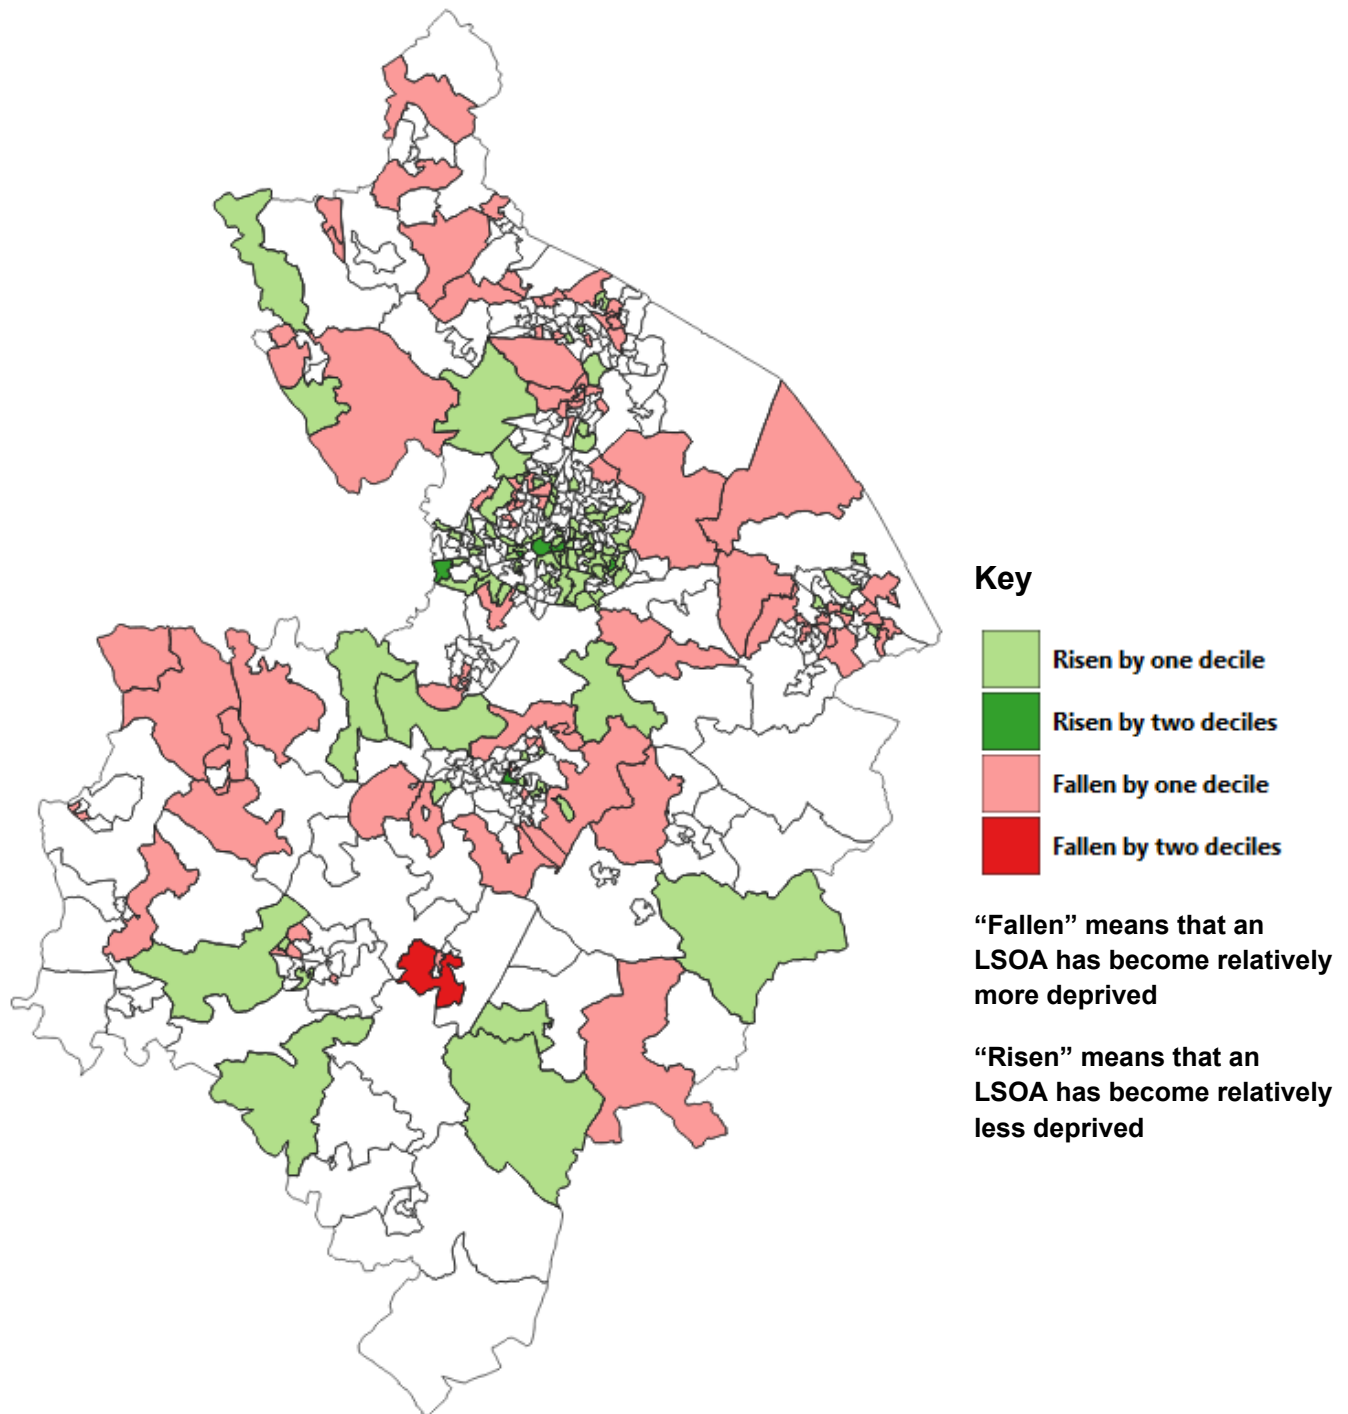 Key
Risen by one decile
Risen by two deciles
Fallen by one decile
Fallen by two deciles
“Fallen” means that an
LSOA has become relatively
more deprived
“Risen” means that an
LSOA has become relatively
less deprived